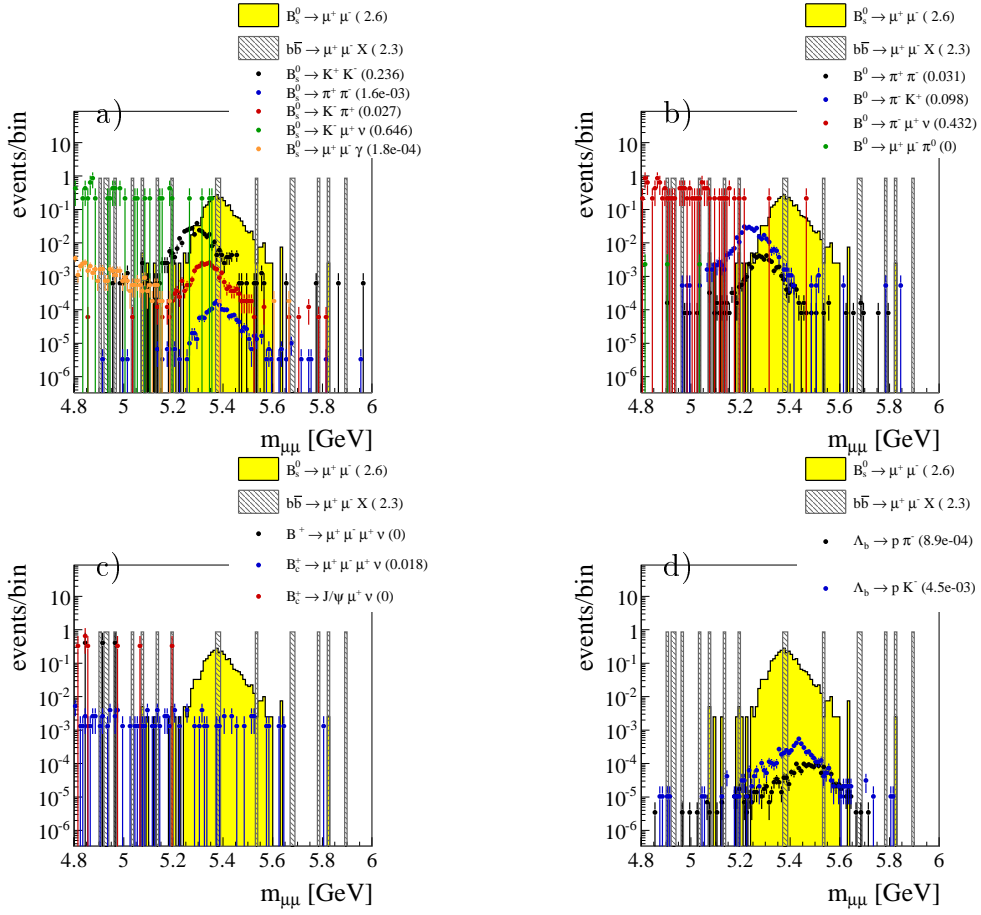 B⁰ₛ → μ⁺ μ⁻ ( 2.6)
bb̅ → μ⁺ μ⁻ X ( 2.3)
B⁰ₛ → K⁺ K⁻ (0.236)
B⁰ₛ → π⁺ π⁻ (1.6e-03)
B⁰ₛ → K⁻ π⁺ (0.027)
B⁰ₛ → K⁻ μ⁺ ν (0.646)
B⁰ₛ → μ⁺ μ⁻ γ (1.8e-04)
a)
events/bin
10
1
10⁻¹
10⁻²
10⁻³
10⁻⁴
10⁻⁵
10⁻⁶
4.8 5 5.2 5.4 5.6 5.8 6
m_μμ [GeV]
B⁰ₛ → μ⁺ μ⁻ ( 2.6)
bb̅ → μ⁺ μ⁻ X ( 2.3)
B⁰ → π⁺ π⁻ (0.031)
B⁰ → π⁻ K⁺ (0.098)
B⁰ → π⁻ μ⁺ ν (0.432)
B⁰ → μ⁺ μ⁻ π⁰ (0)
b)
events/bin
10
1
10⁻¹
10⁻²
10⁻³
10⁻⁴
10⁻⁵
10⁻⁶
4.8 5 5.2 5.4 5.6 5.8 6
m_μμ [GeV]
B⁰ₛ → μ⁺ μ⁻ ( 2.6)
bb̅ → μ⁺ μ⁻ X ( 2.3)
B⁺ → μ⁺ μ⁻ μ⁺ ν (0)
B_c⁺ → μ⁺ μ⁻ μ⁺ ν (0.018)
B_c⁺ → J/ψ μ⁺ ν (0)
c)
events/bin
10
1
10⁻¹
10⁻²
10⁻³
10⁻⁴
10⁻⁵
10⁻⁶
4.8 5 5.2 5.4 5.6 5.8 6
m_μμ [GeV]
B⁰ₛ → μ⁺ μ⁻ ( 2.6)
bb̅ → μ⁺ μ⁻ X ( 2.3)
Λ_b → p π⁻ (8.9e-04)
Λ_b → p K⁻ (4.5e-03)
d)
events/bin
10
1
10⁻¹
10⁻²
10⁻³
10⁻⁴
10⁻⁵
10⁻⁶
4.8 5 5.2 5.4 5.6 5.8 6
m_μμ [GeV]